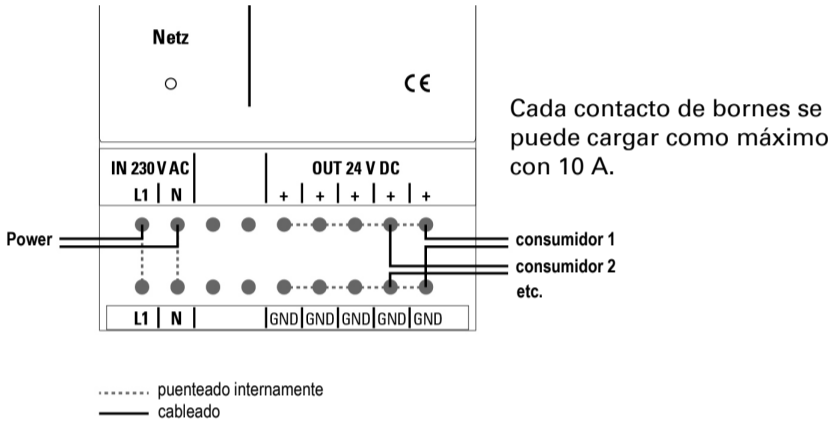 Netz
CE
Cada contacto de bornes se
puede cargar como máximo
con 10 A.
IN 230 V AC
OUT 24 V DC
L1 N + + + + +
Power
consumidor 1
consumidor 2
etc.
L1 N GND GND GND GND GND
puenteado internamente
cableado